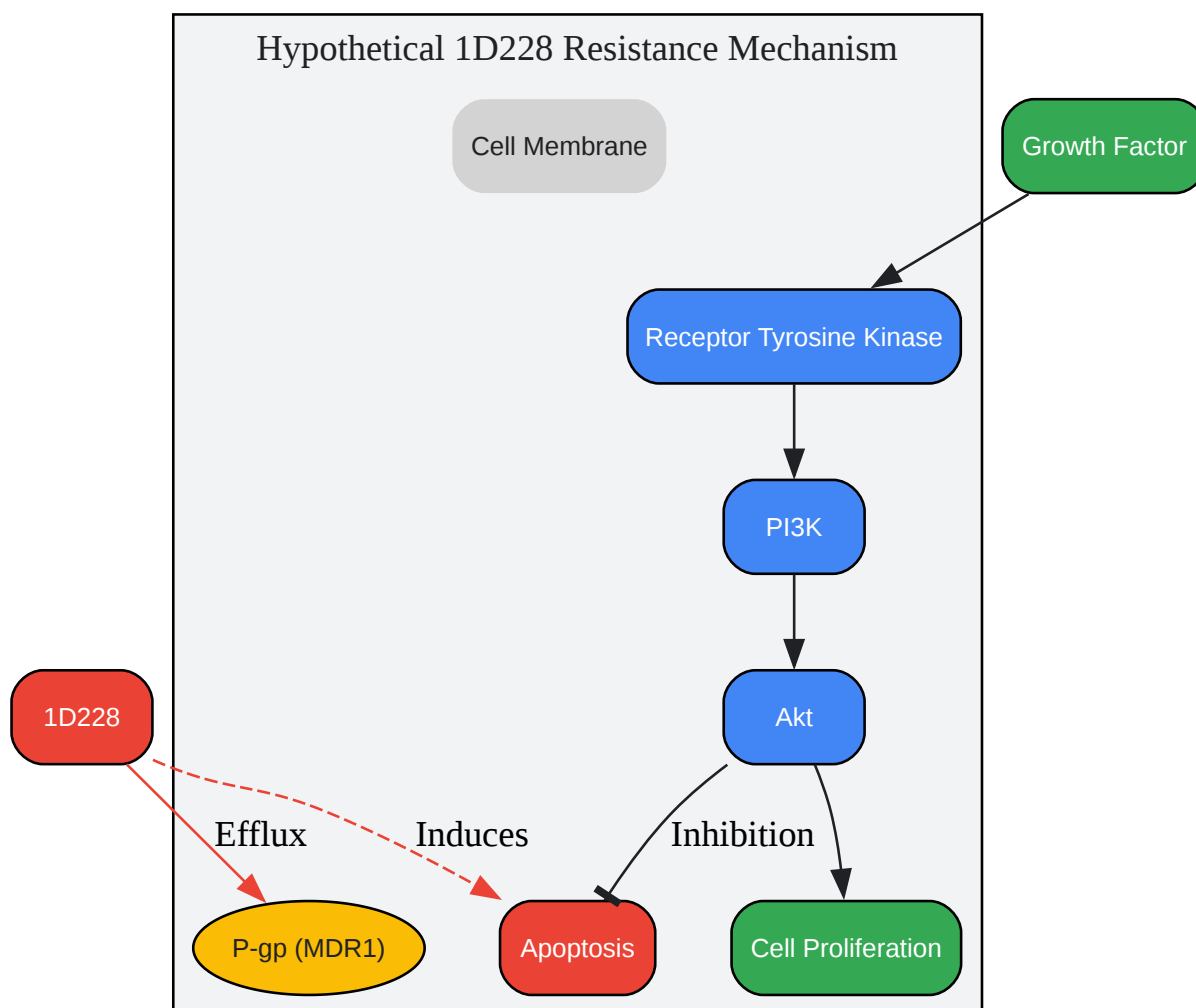 Hypothetical 1D228 Resistance Mechanism
Cell Membrane
Growth Factor
Receptor Tyrosine Kinase
PI3K
1D228
Akt
Efflux
Induces
Inhibition
P-gp (MDR1)
Apoptosis
Cell Proliferation